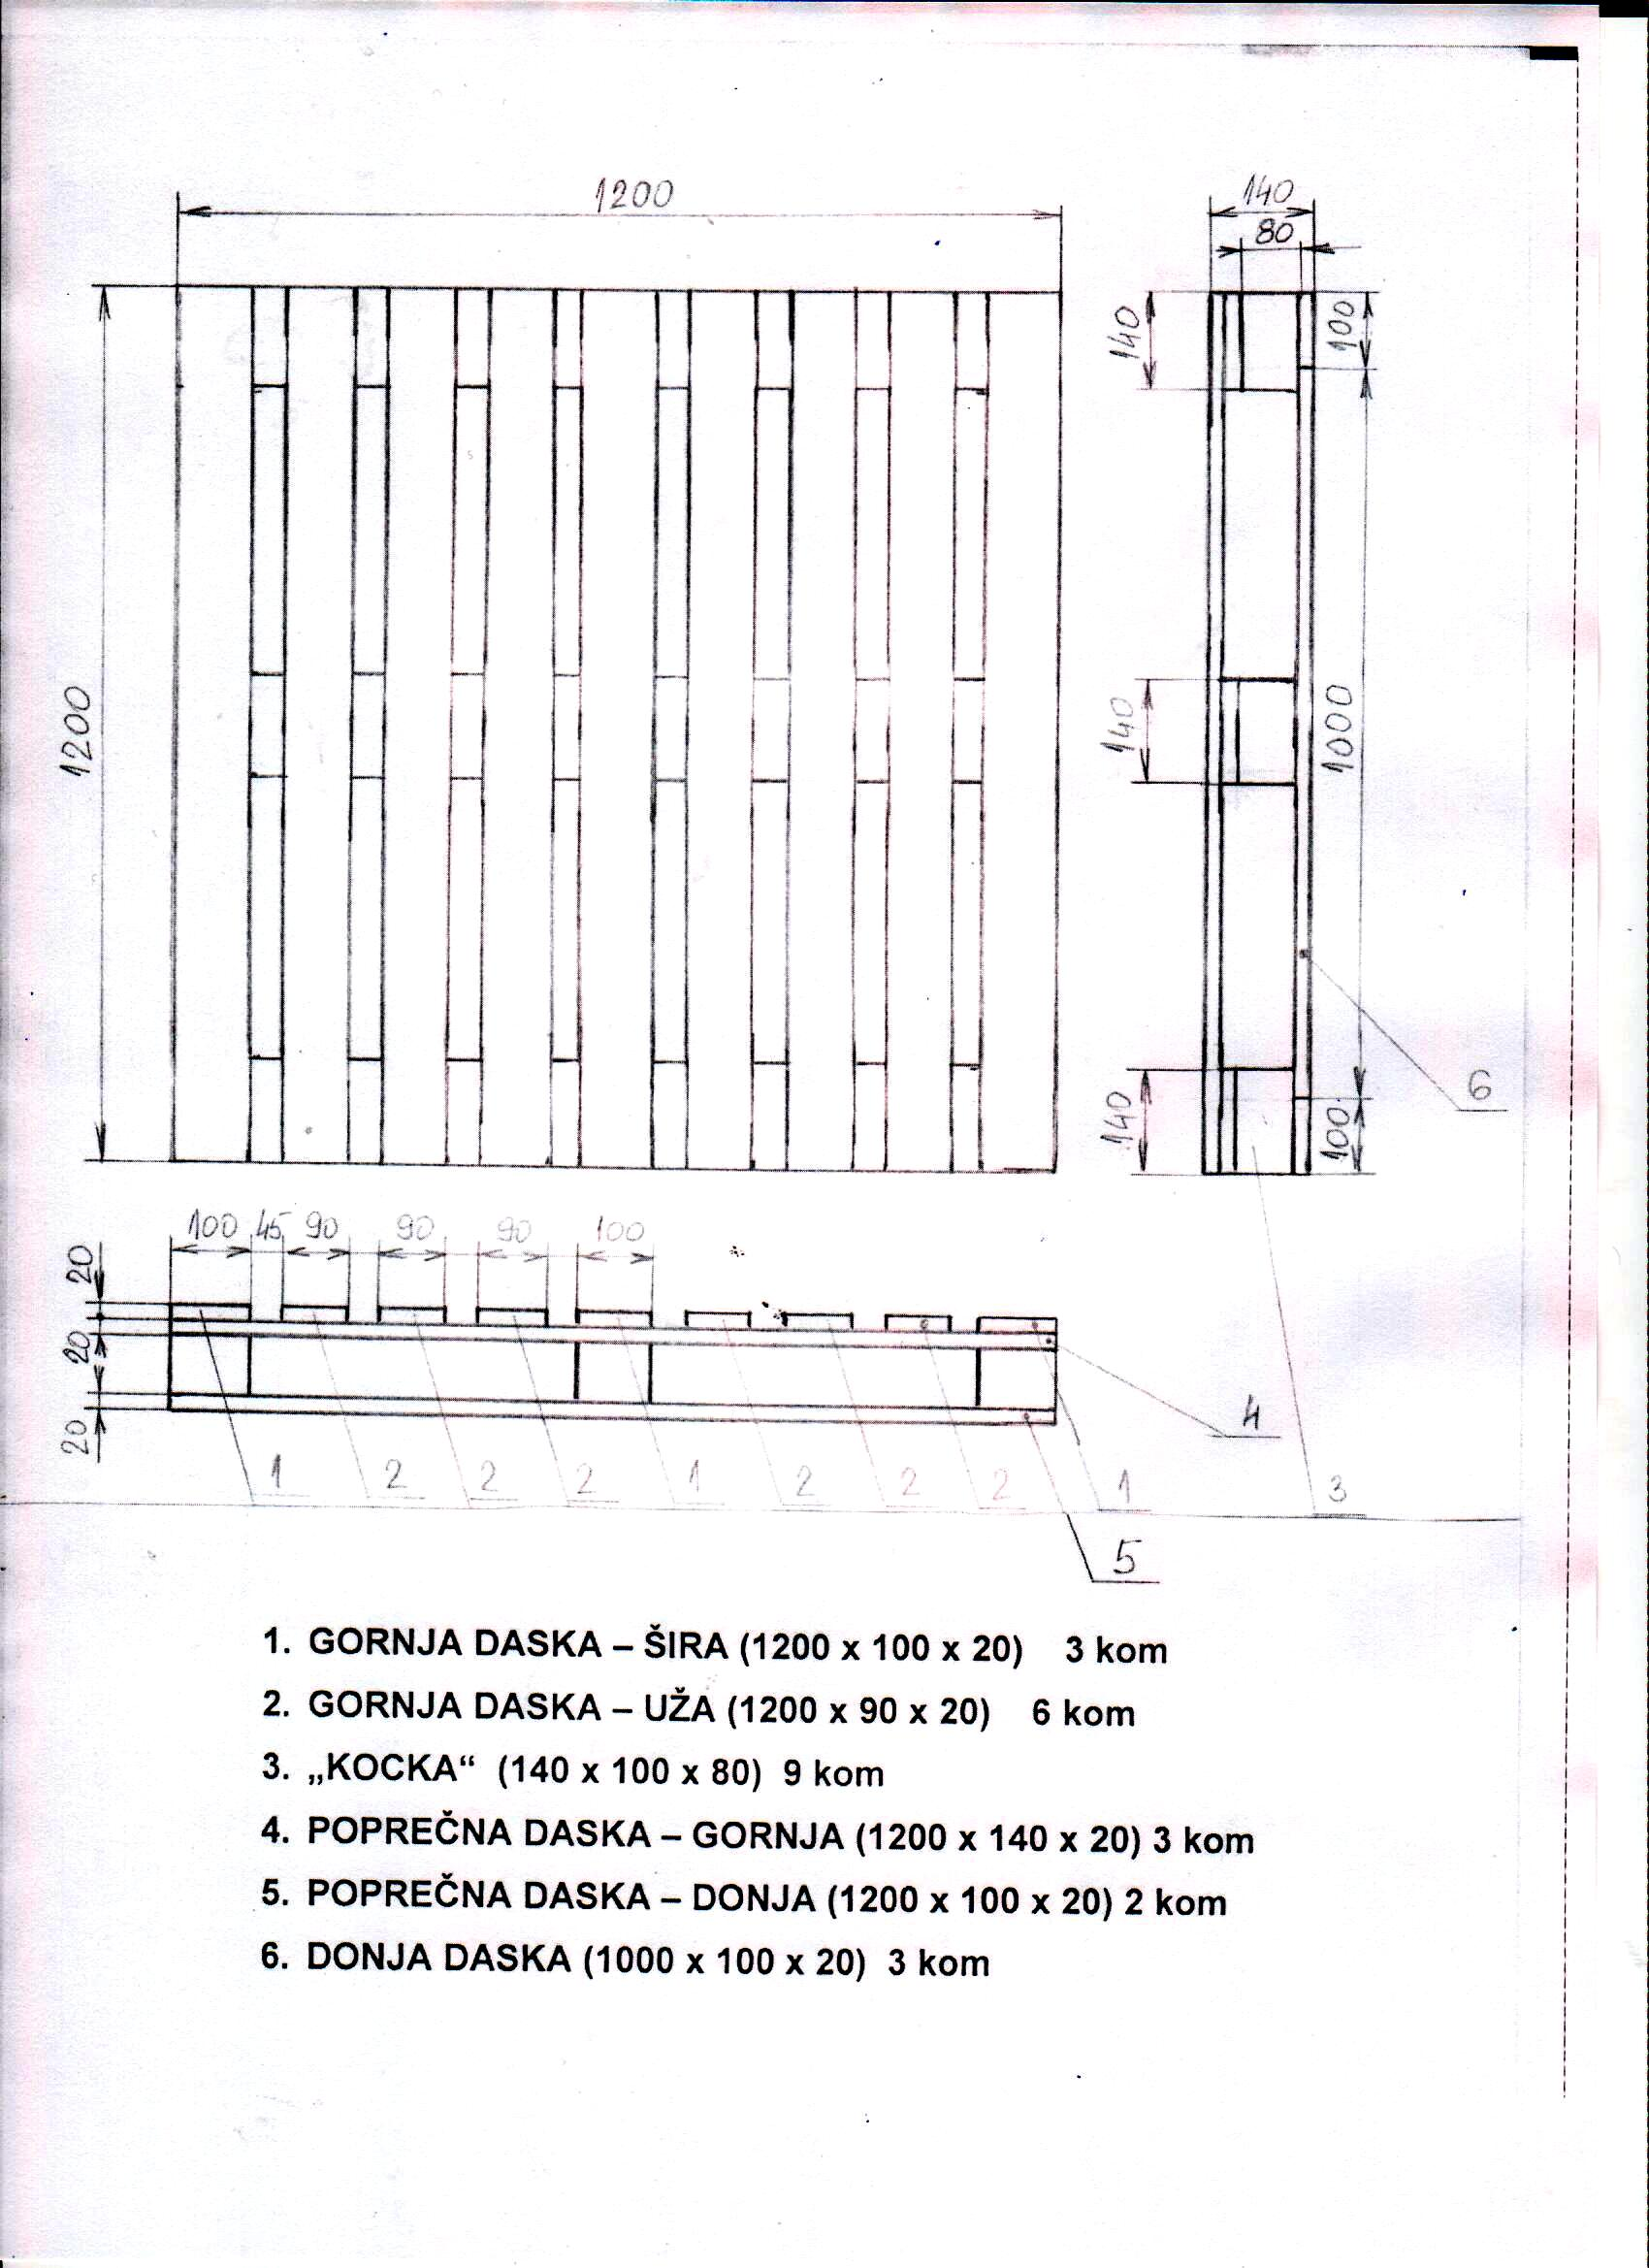 1200
140
80
140
100
1200
140
1000
6
140
100
100 45 90 90 90 100
20
20
20
4
1 2 2 2 1 2 2 2 1 3
5
1. GORNJA DASKA – ŠIRA (1200 x 100 x 20) 3 kom
2. GORNJA DASKA – UŽA (1200 x 90 x 20) 6 kom
3. „KOCKA“ (140 x 100 x 80) 9 kom
4. POPREČNA DASKA – GORNJA (1200 x 140 x 20) 3 kom
5. POPREČNA DASKA – DONJA (1200 x 100 x 20) 2 kom
6. DONJA DASKA (1000 x 100 x 20) 3 kom